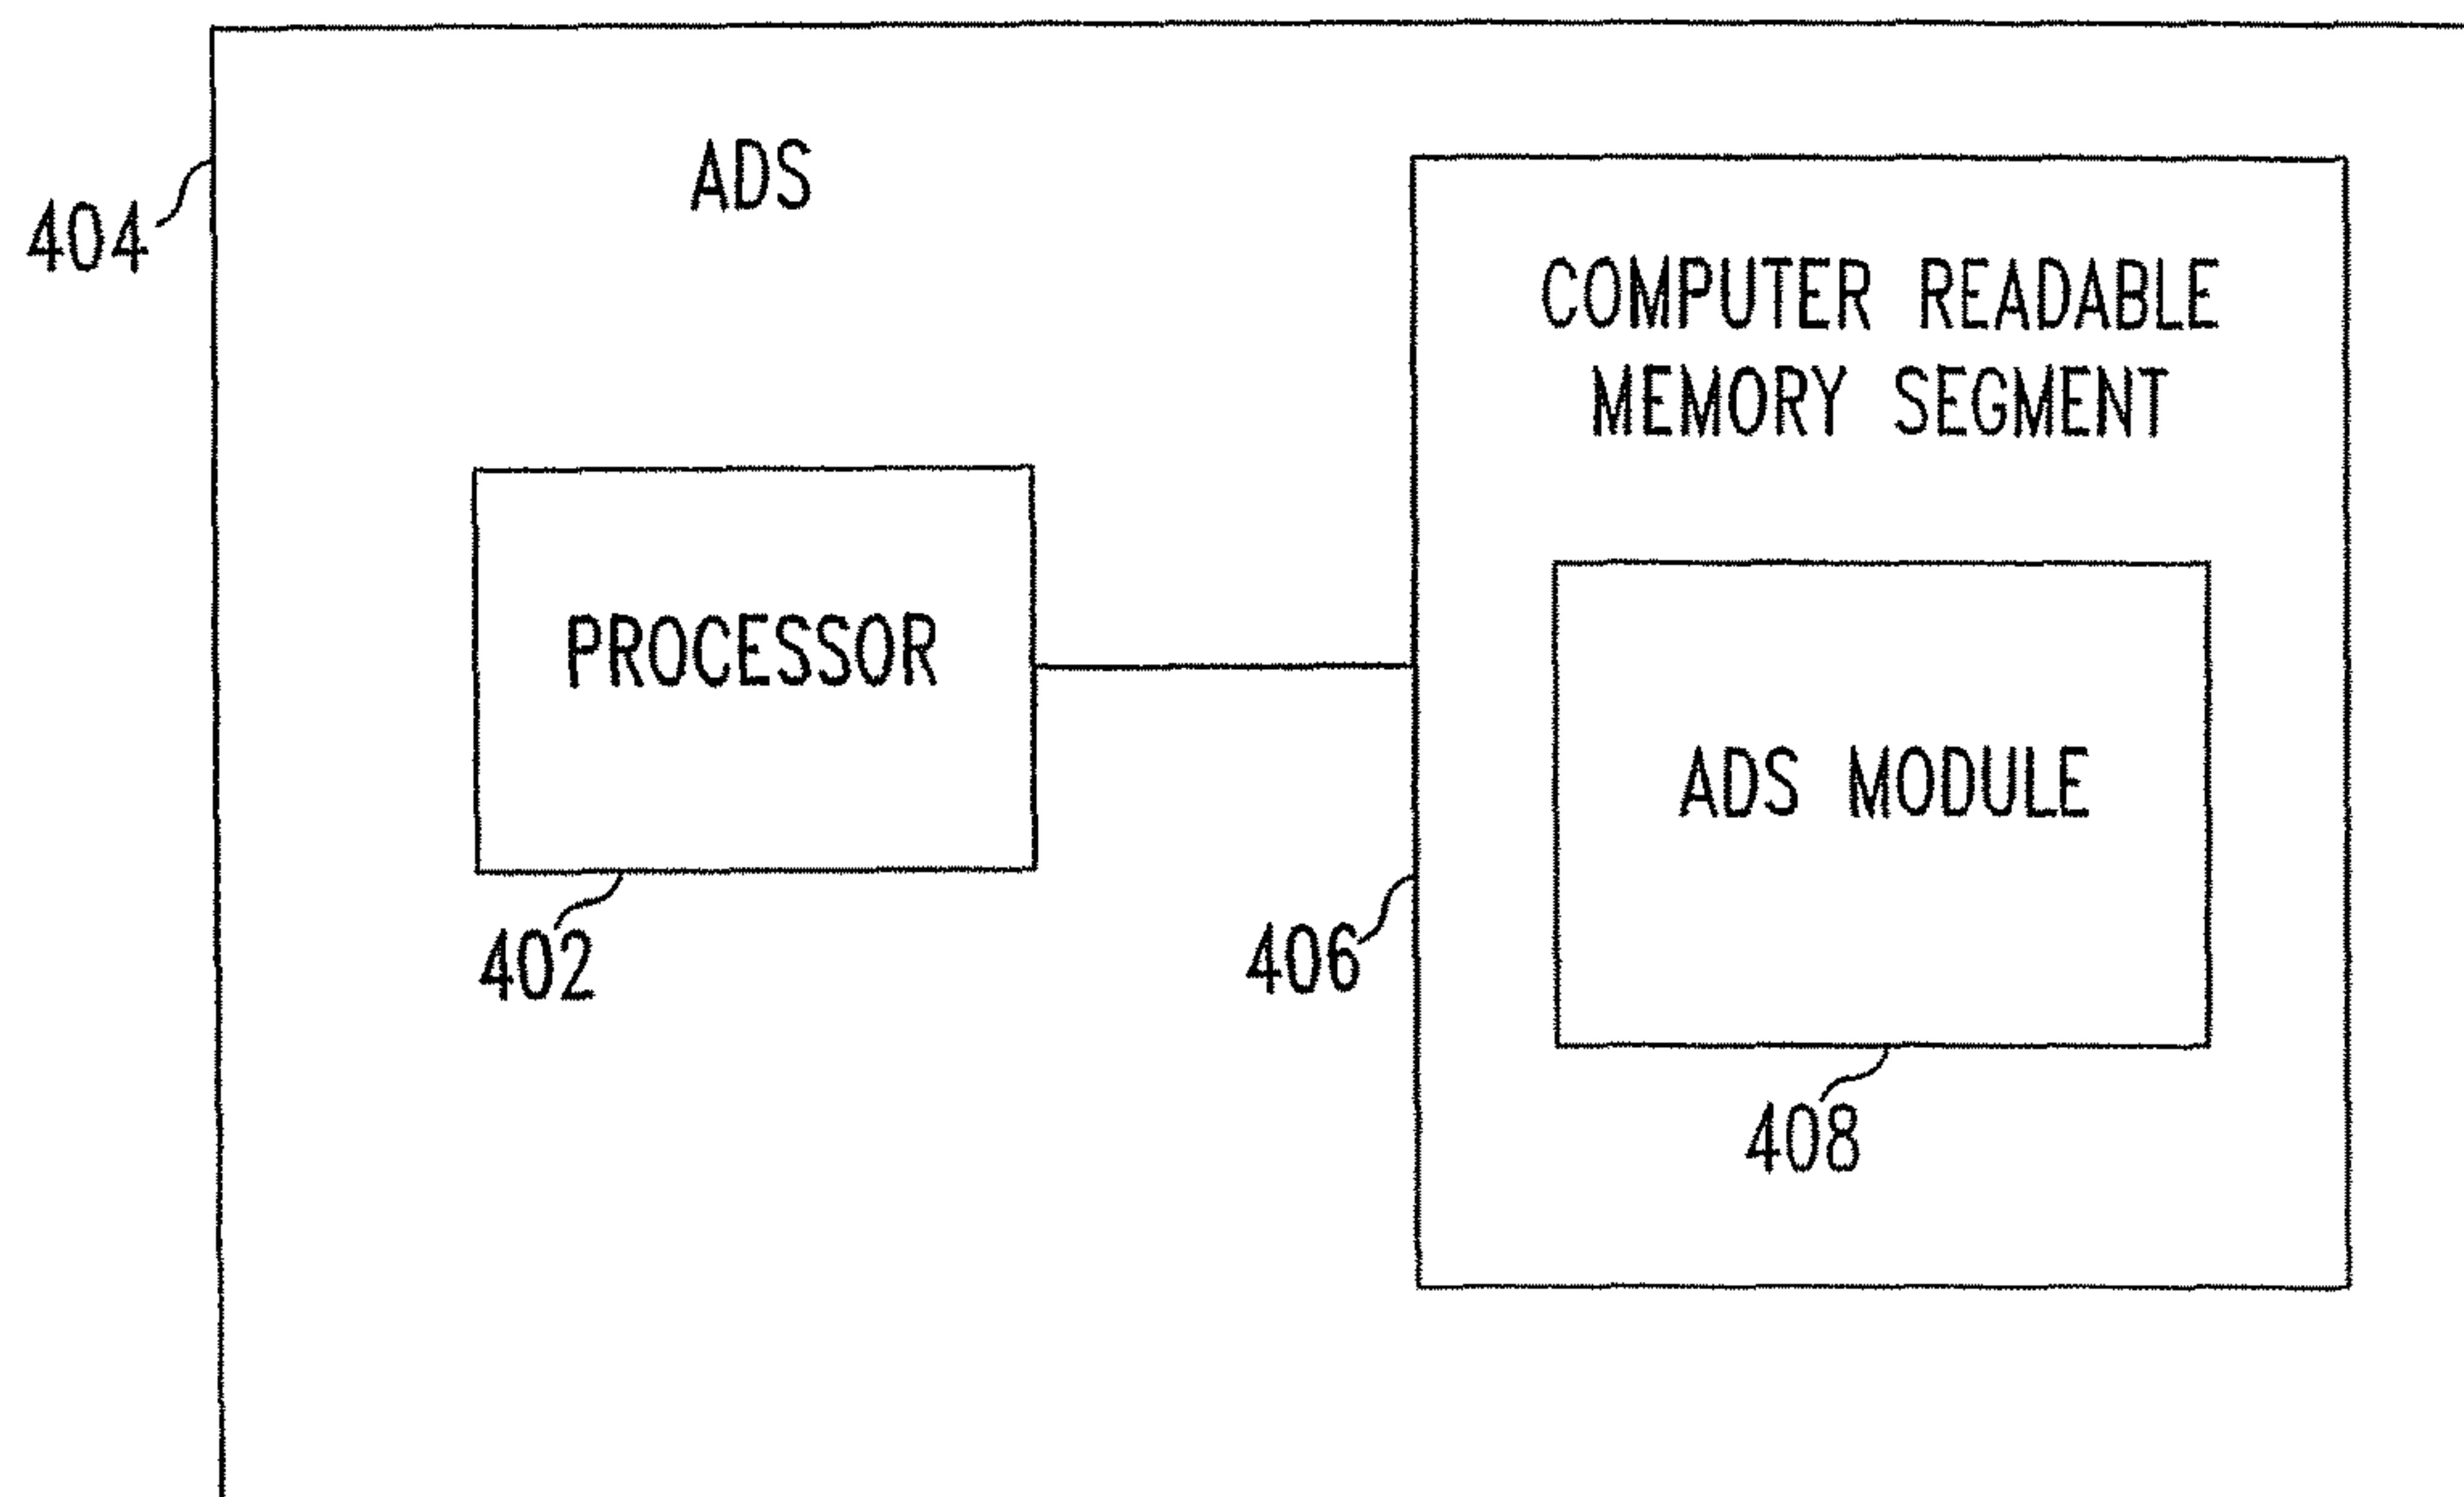 ADS
404
COMPUTER READABLE
MEMORY SEGMENT
PROCESSOR
ADS MODULE
402
406
408